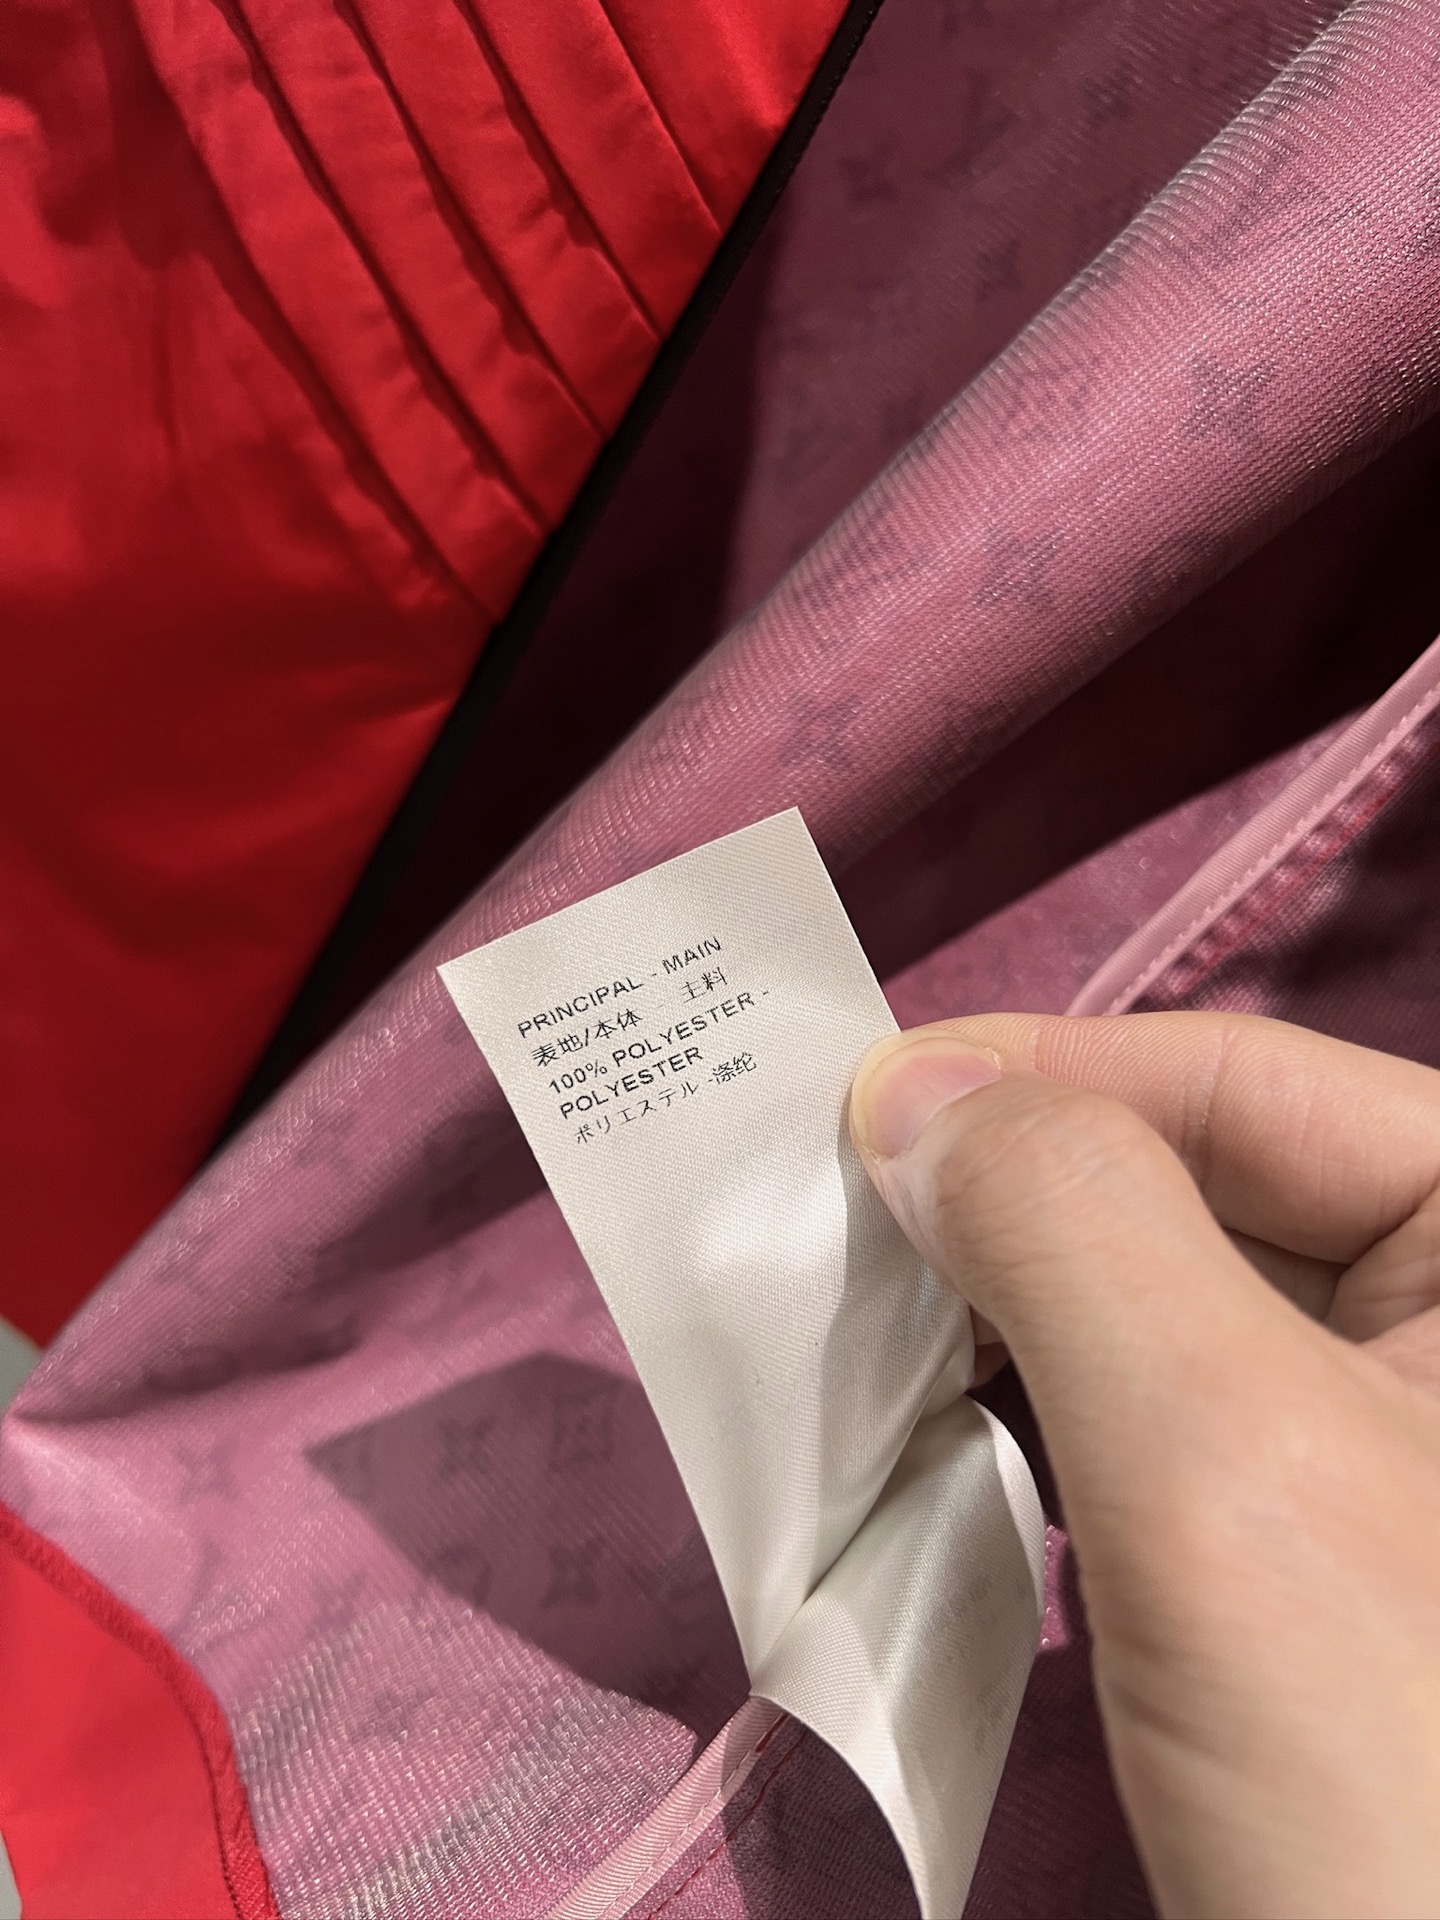 PRINCIPAL - MAIN
表地/本体 主料
100% POLYESTER -
POLYESTER
ポリエステル -涤纶